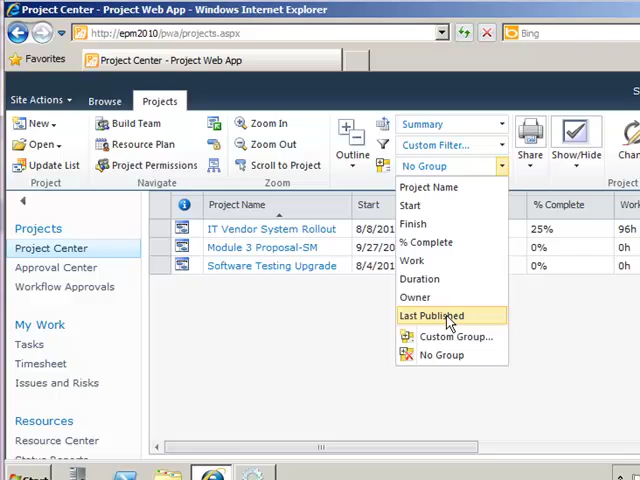 Project Center - Project Web App - Windows Internet Explorer
http://epm2010/pwa/projects.aspx
Bing
Favorites
Project Center - Project Web App
S
Site Actions
Browse
Projects
New
Build Team
Zoom In
Summary
Open
Resource Plan
Zoom Out
Custom Filter...
Update List
Project Permissions
Scroll to Project
Outline
No Group
Share
Show/Hide
Project
Navigate
Zoom
Project
Project Name
Start
% Complete
Work
IT Vendor System Rollout
8/8/201
25%
96h
Module 3 Proposal-SM
9/27/20
0%
0h
Software Testing Upgrade
8/4/201
0%
0h
Project Name
Start
Finish
% Complete
Work
Duration
Owner
Last Published
Custom Group...
No Group
Projects
Project Center
Approval Center
Workflow Approvals
My Work
Tasks
Timesheet
Issues and Risks
Resources
Resource Center
Start